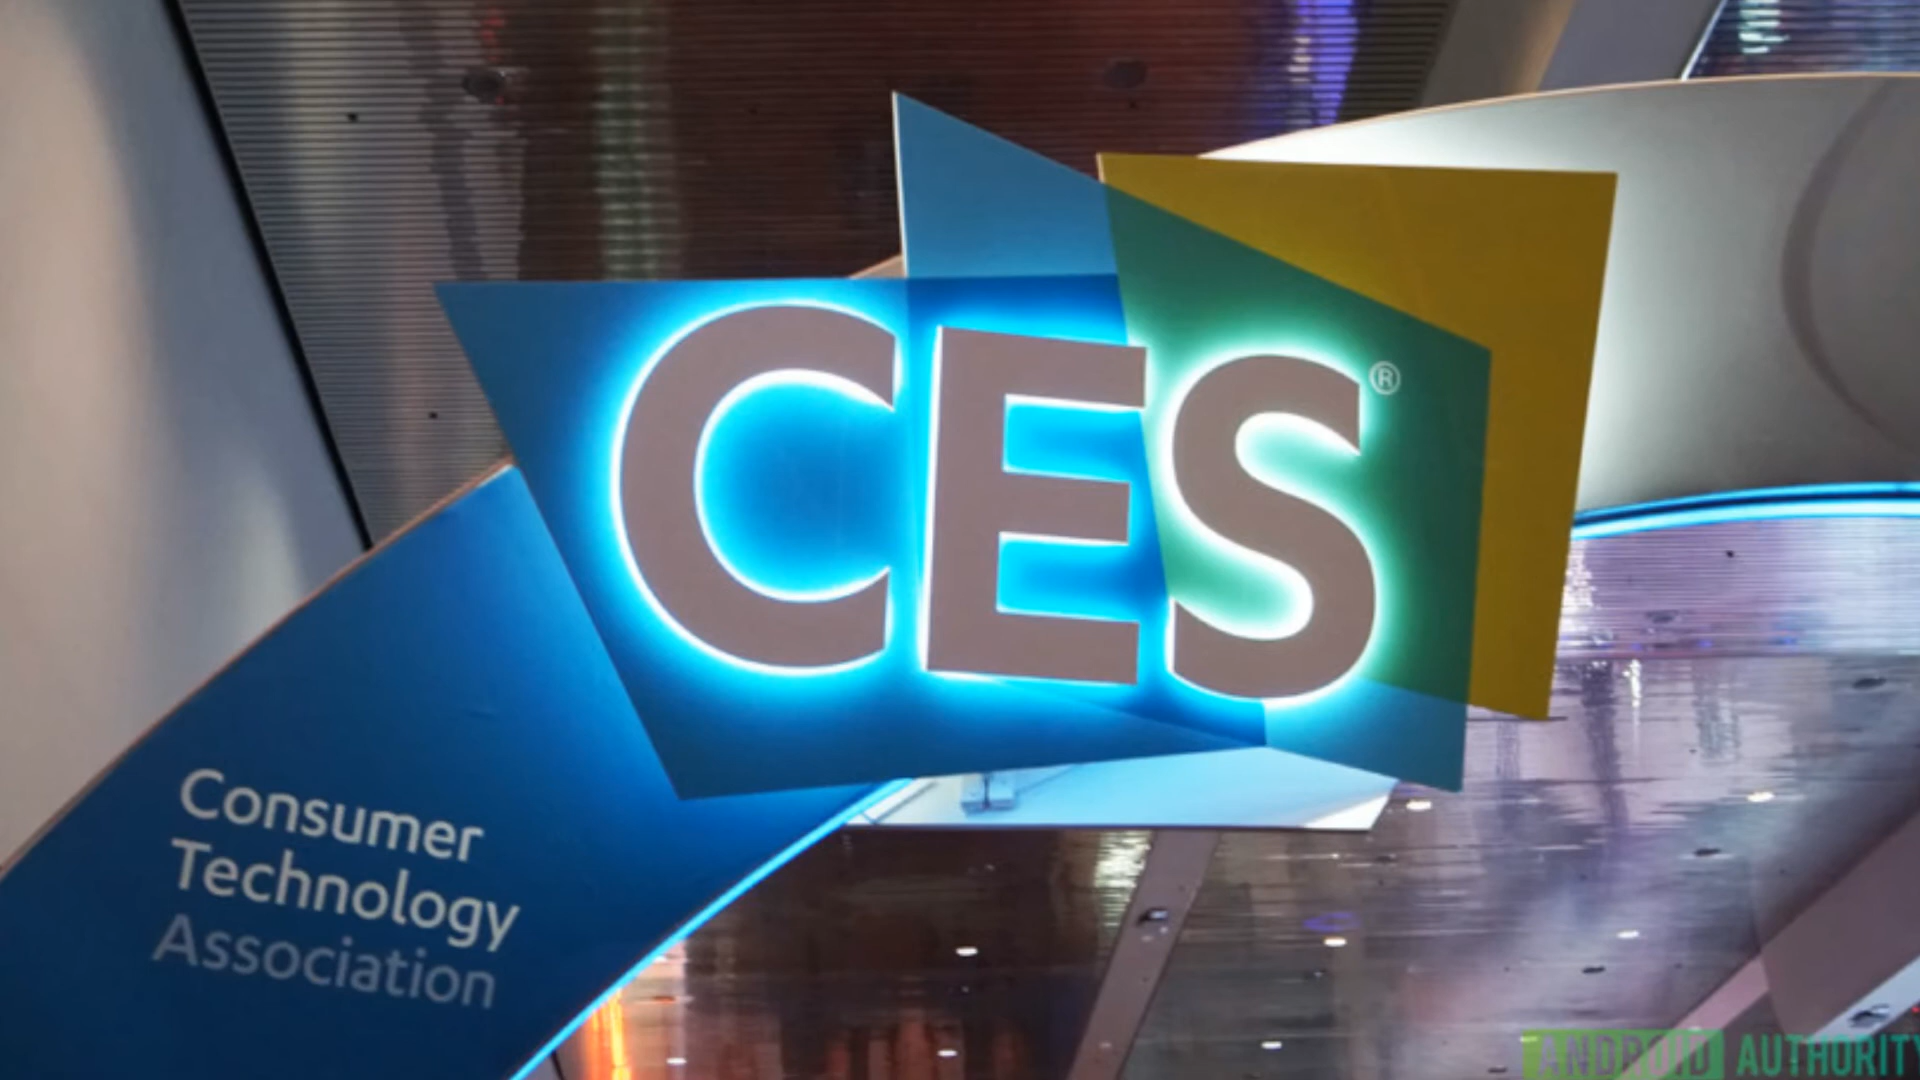 CES®
Consumer
Technology
Association
ANDROID AUTHORITY